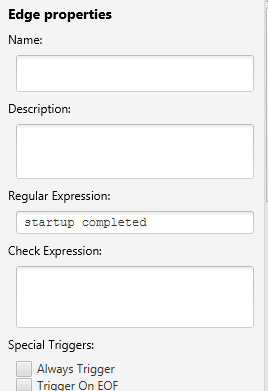 Edge properties
Name:
Description:
Regular Expression:
startup completed
Check Expression:
Special Triggers:
Always Trigger
Trigger On EOF